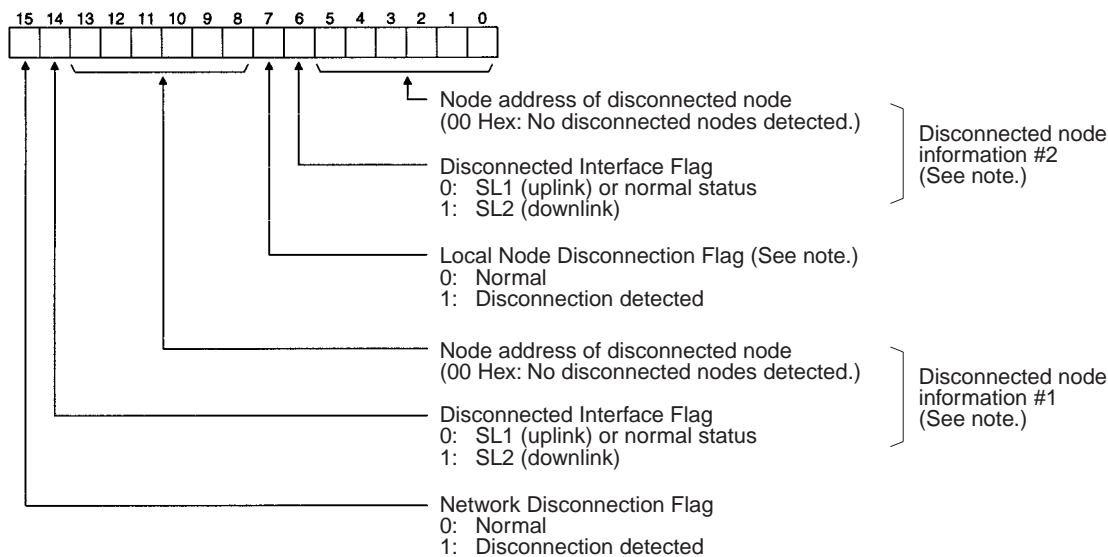 15 14 13 12 11 10 9 8 7 6 5 4 3 2 1 0
Node address of disconnected node
(00 Hex: No disconnected nodes detected.)
Disconnected Interface Flag
0: SL1 (uplink) or normal status
1: SL2 (downlink)
Disconnected node
information #2
(See note.)
Local Node Disconnection Flag (See note.)
0: Normal
1: Disconnection detected
Node address of disconnected node
(00 Hex: No disconnected nodes detected.)
Disconnected Interface Flag
0: SL1 (uplink) or normal status
1: SL2 (downlink)
Disconnected node
information #1
(See note.)
Network Disconnection Flag
0: Normal
1: Disconnection detected